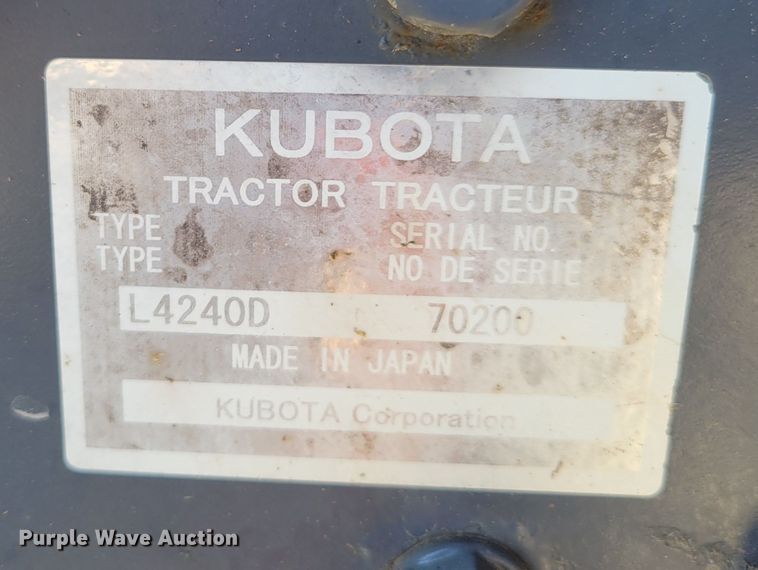 KUBOTA
TRACTOR TRACTEUR
TYPE SERIAL NO.
TYPE NO DE SERIE
L4240D 70200
MADE IN JAPAN
KUBOTA Corporation
Purple Wave Auction